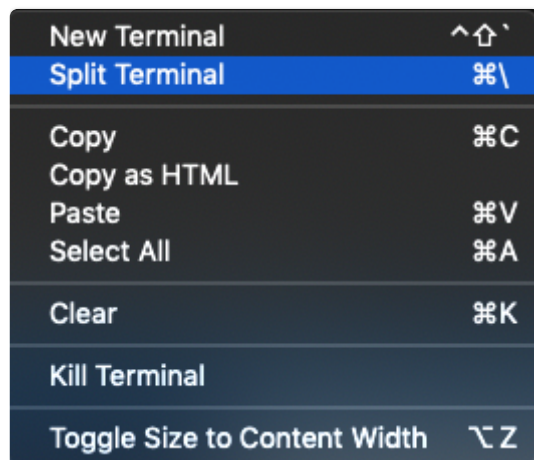 New Terminal ^⇧`
Split Terminal ⌘\
Copy ⌘C
Copy as HTML
Paste ⌘V
Select All ⌘A
Clear ⌘K
Kill Terminal
Toggle Size to Content Width ⌥Z